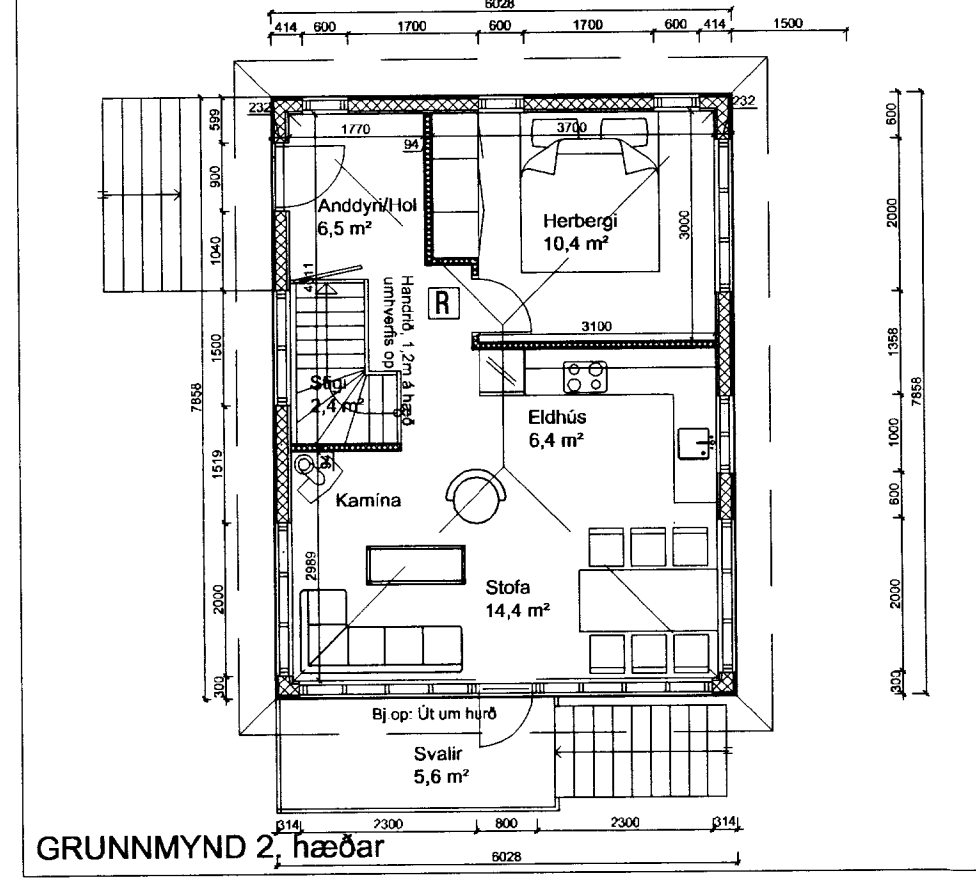 6028
414 600 1700 600 1700 600 414 1500
232 232
1770 3700
94
599
900
1040
1500
7858
1519
2000
300
600
2000
1358
1000
600
2000
300
7858
Anddyri/Hol
6,5 m²
Herbergi
10,4 m²
3000
Handrið, 1,2m á hæð
umhverfis op
R
3100
Stigi
2,4 m²
Eldhús
6,4 m²
94
Kamína
2989
Stofa
14,4 m²
Bj.op: Út um hurð
Svalir
5,6 m²
314 2300 800 2300 314
6028
GRUNNMYND 2. hæðar